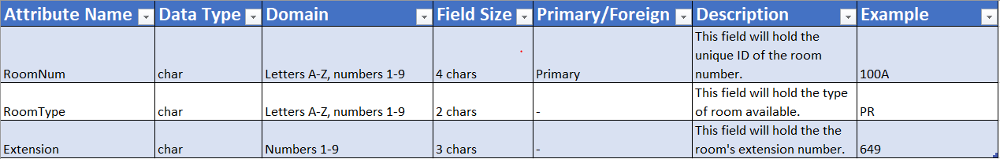 Attribute Name Data Type Domain Field Size Primary/Foreign Description Example
This field will hold the
unique ID of the room
RoomNum char Letters A-Z, numbers 1-9 4 chars Primary number. 100A
This field will hold the type
RoomType char Letters A-Z, numbers 1-9 2 chars - of room available. PR
This field will hold the the
Extension char Numbers 1-9 3 chars - room's extension number. 649